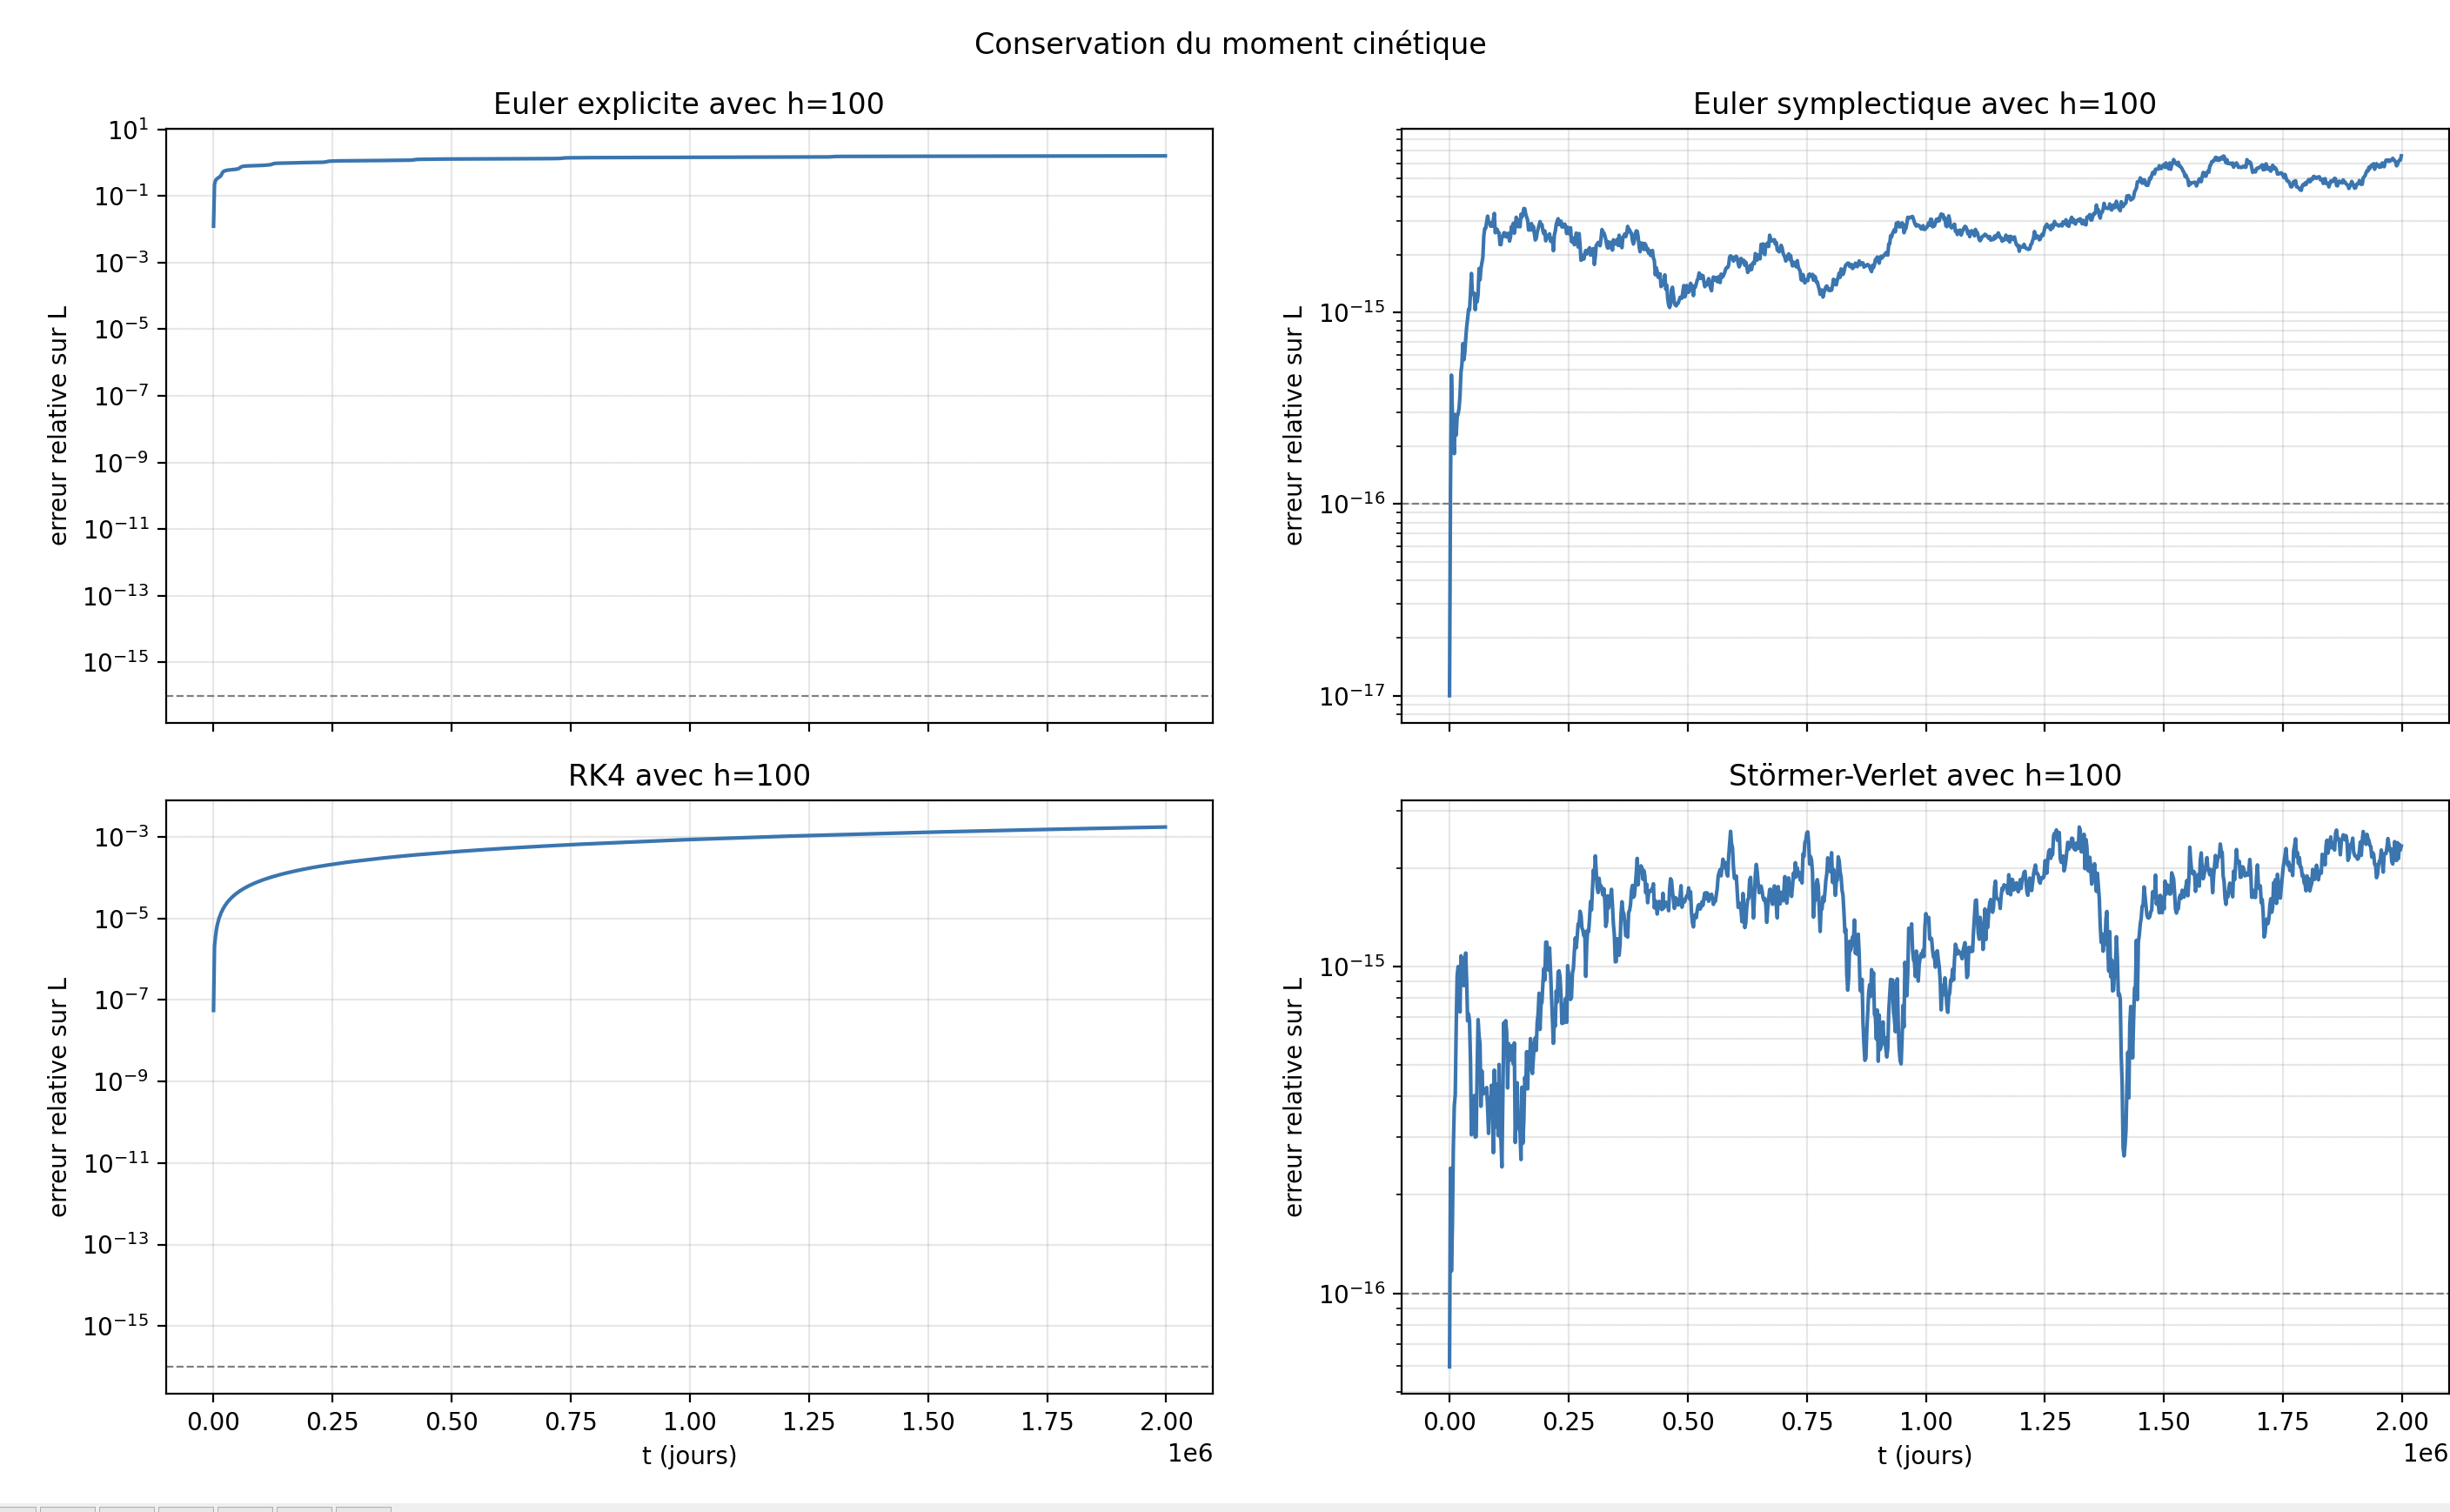 Conservation du moment cinétique
Euler explicite avec h=100
10¹
10⁻¹
10⁻³
10⁻⁵
10⁻⁷
10⁻⁹
10⁻¹¹
10⁻¹³
10⁻¹⁵
erreur relative sur L
Euler symplectique avec h=100
10⁻¹⁵
10⁻¹⁶
10⁻¹⁷
erreur relative sur L
RK4 avec h=100
10⁻³
10⁻⁵
10⁻⁷
10⁻⁹
10⁻¹¹
10⁻¹³
10⁻¹⁵
erreur relative sur L
0.00 0.25 0.50 0.75 1.00 1.25 1.50 1.75 2.00
1e6
t (jours)
Störmer-Verlet avec h=100
10⁻¹⁵
10⁻¹⁶
erreur relative sur L
0.00 0.25 0.50 0.75 1.00 1.25 1.50 1.75 2.00
1e6
t (jours)